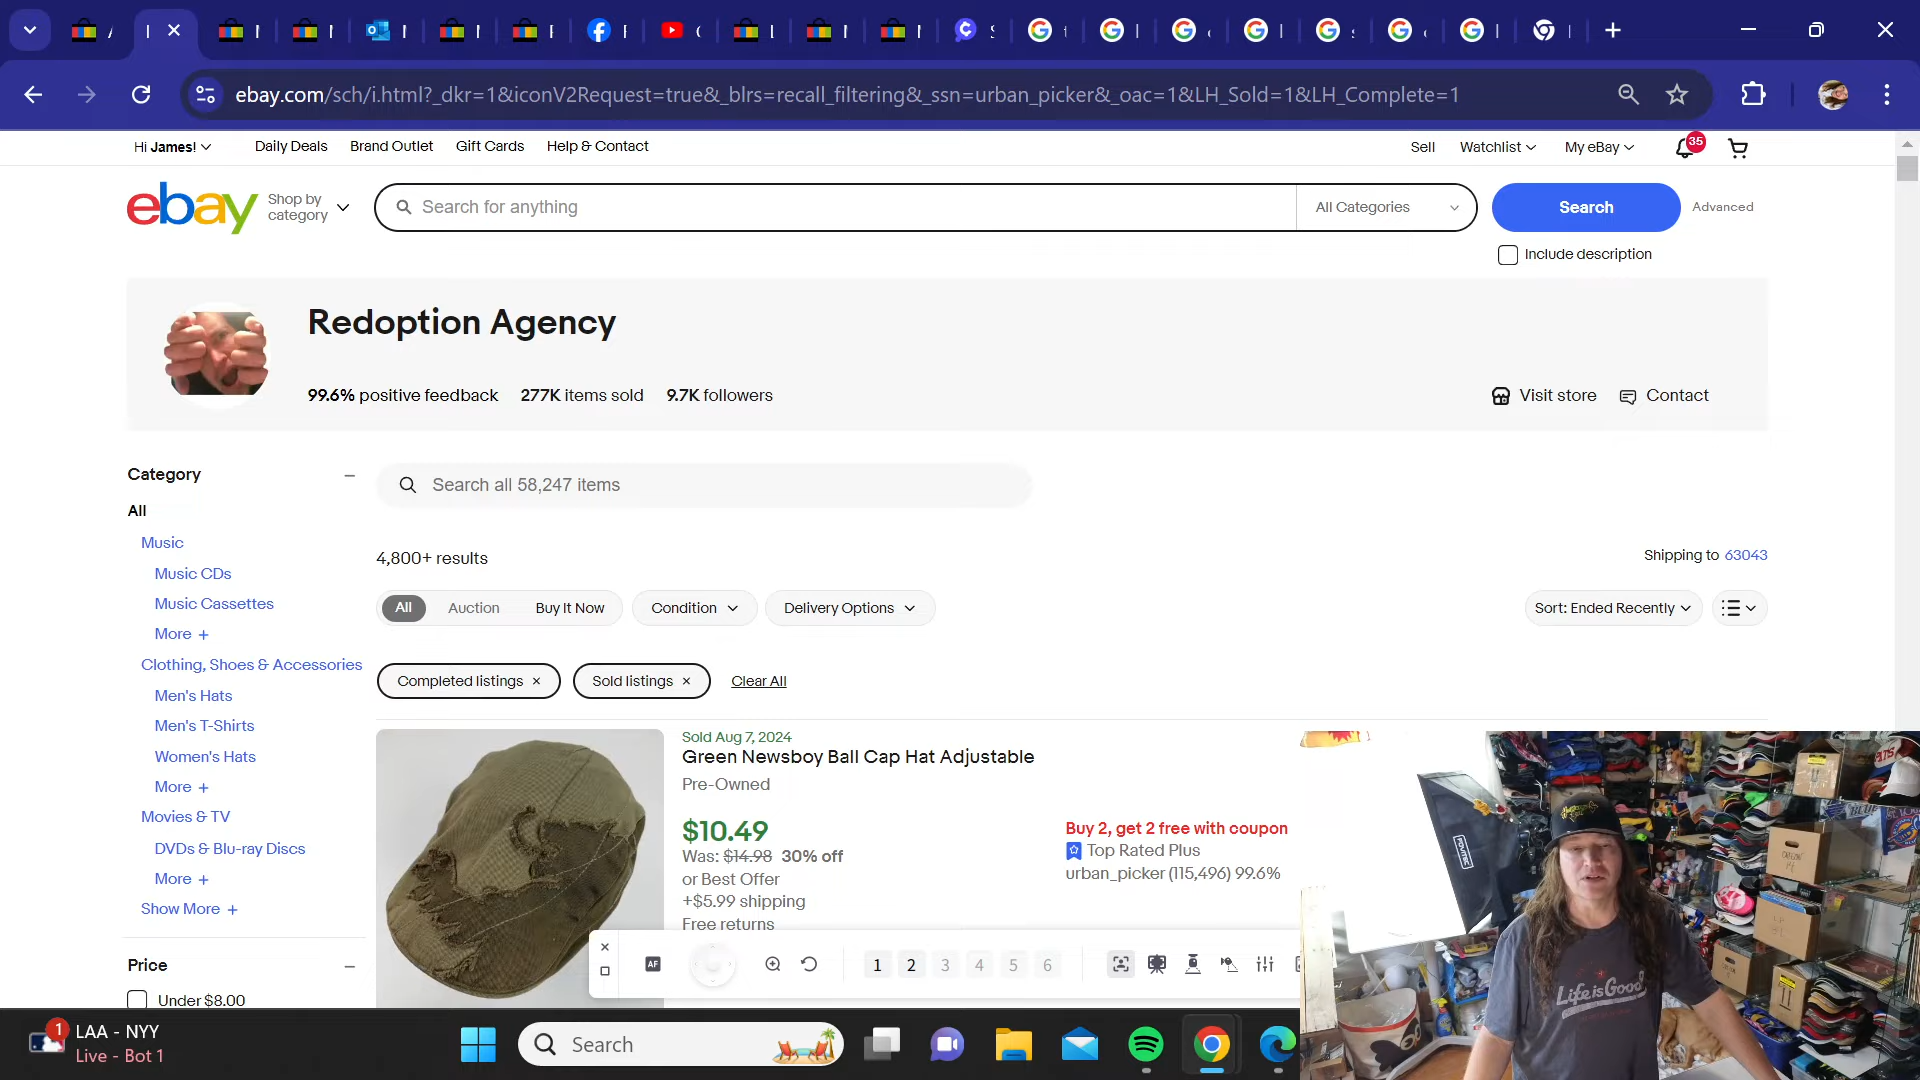 ebay.com/sch/i.html?_dkr=1&iconV2Request=true&_blrs=recall_filtering&_ssn=urban_picker&_oac=1&LH_Sold=1&LH_Complete=1
Hi James! Daily Deals Brand Outlet Gift Cards Help & Contact Sell Watchlist My eBay 35
ebay Shop by category Search for anything All Categories Search Advanced
Include description
Redoption Agency
99.6% positive feedback 277K items sold 9.7K followers Visit store Contact
Category
Search all 58,247 items
All
Music
4,800+ results
Shipping to 63043
Music CDs
Music Cassettes
All Auction Buy It Now Condition Delivery Options Sort: Ended Recently
More +
Clothing, Shoes & Accessories
Completed listings × Sold listings × Clear All
Men's Hats
Men's T-Shirts
Women's Hats
More +
Movies & TV
DVDs & Blu-ray Discs
More +
Show More +
Price
Under $8.00
Sold Aug 7, 2024
Green Newsboy Ball Cap Hat Adjustable
Pre-Owned
$10.49
Was: $14.98 30% off
or Best Offer
+$5.99 shipping
Free returns
Buy 2, get 2 free with coupon
Top Rated Plus
urban_picker (115,496) 99.6%
AF 1 2 3 4 5 6
Life is Good
1 LAA - NYY
Live - Bot 1
Search